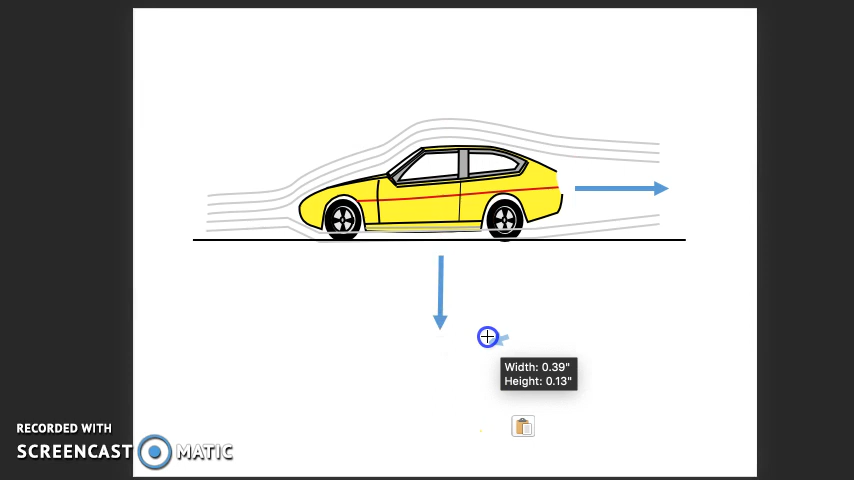 Width: 0.39"
Height: 0.13"
RECORDED WITH
SCREENCAST MATIC